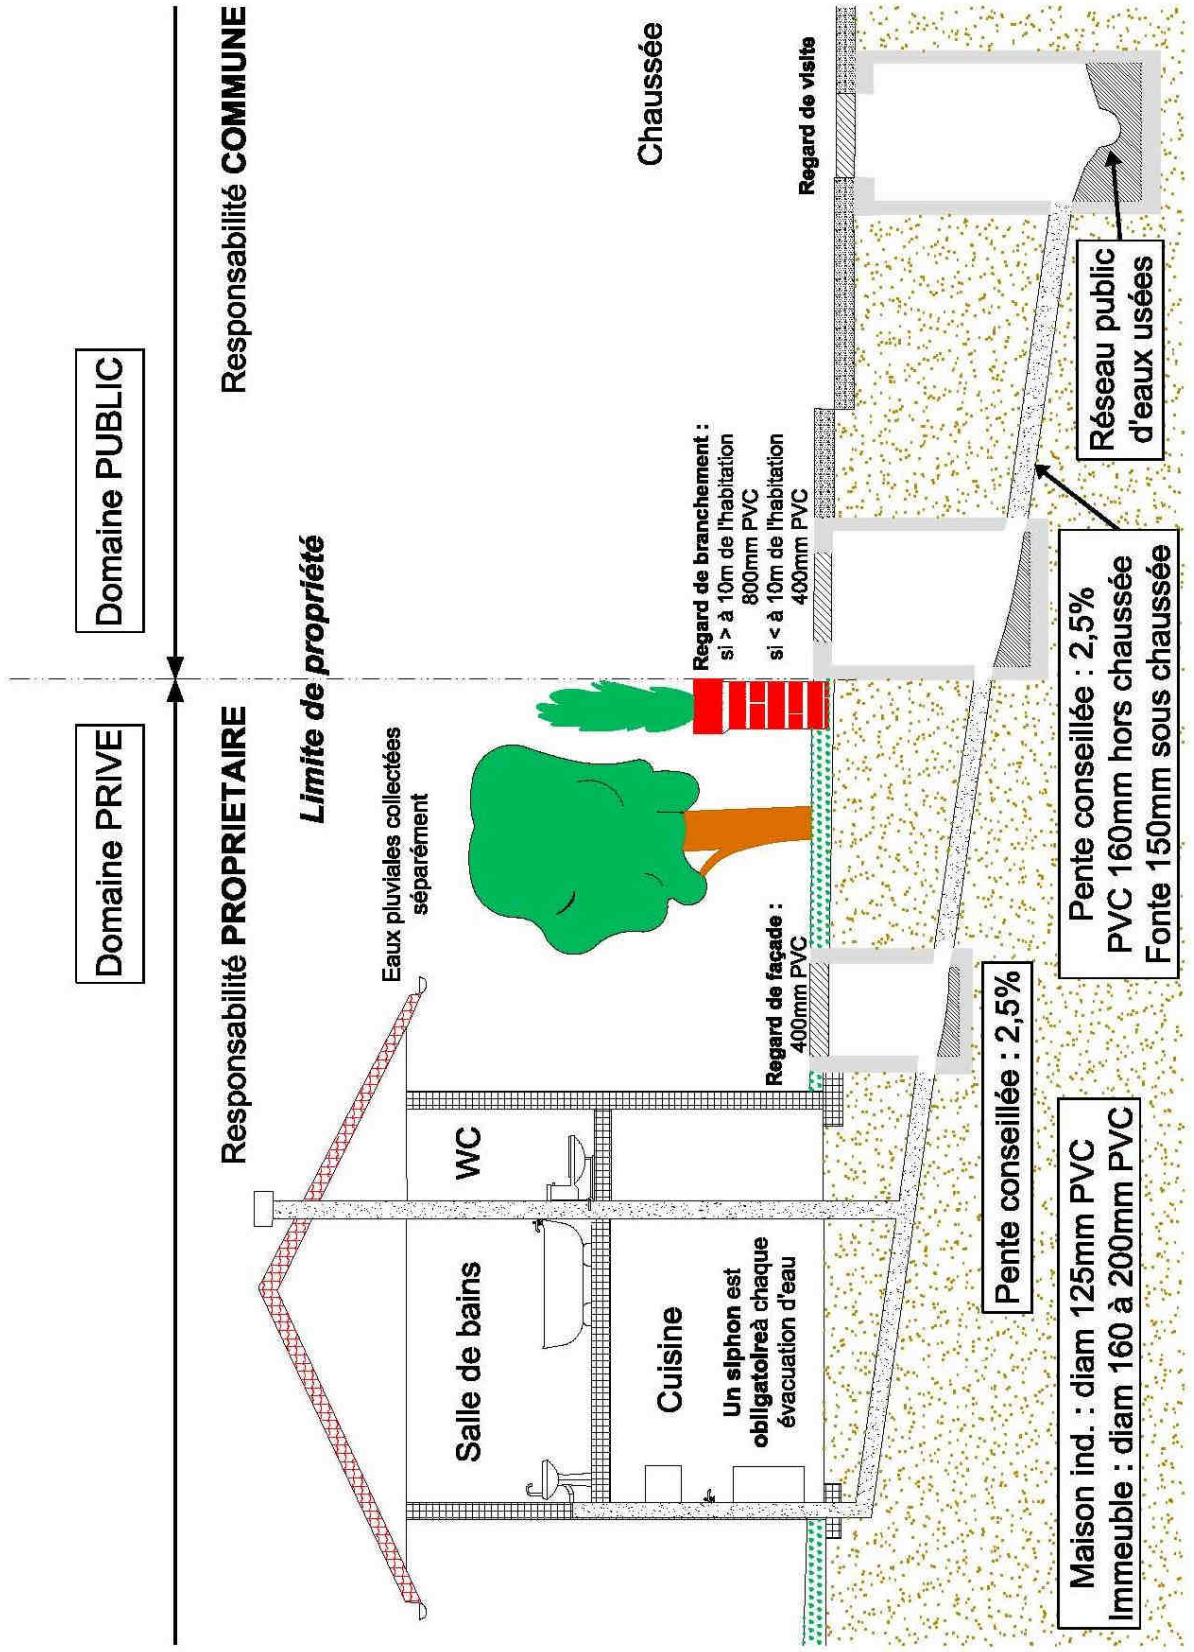 Domaine PRIVE
Domaine PUBLIC
Responsabilité PROPRIETAIRE
Responsabilité COMMUNE
Limite de propriété
Eaux pluviales collectées
séparément
Salle de bains
WC
Chaussée
Cuisine
Un siphon est
obligatoireà chaque
évacuation d'eau
Regard de façade :
400mm PVC
Regard de branchement :
si > à 10m de l'habitation
800mm PVC
si < à 10m de l'habitation
400mm PVC
Regard de visite
Pente conseillée : 2,5%
Maison ind. : diam 125mm PVC
Immeuble : diam 160 à 200mm PVC
Pente conseillée : 2,5%
PVC 160mm hors chaussée
Fonte 150mm sous chaussée
Réseau public
d'eaux usées